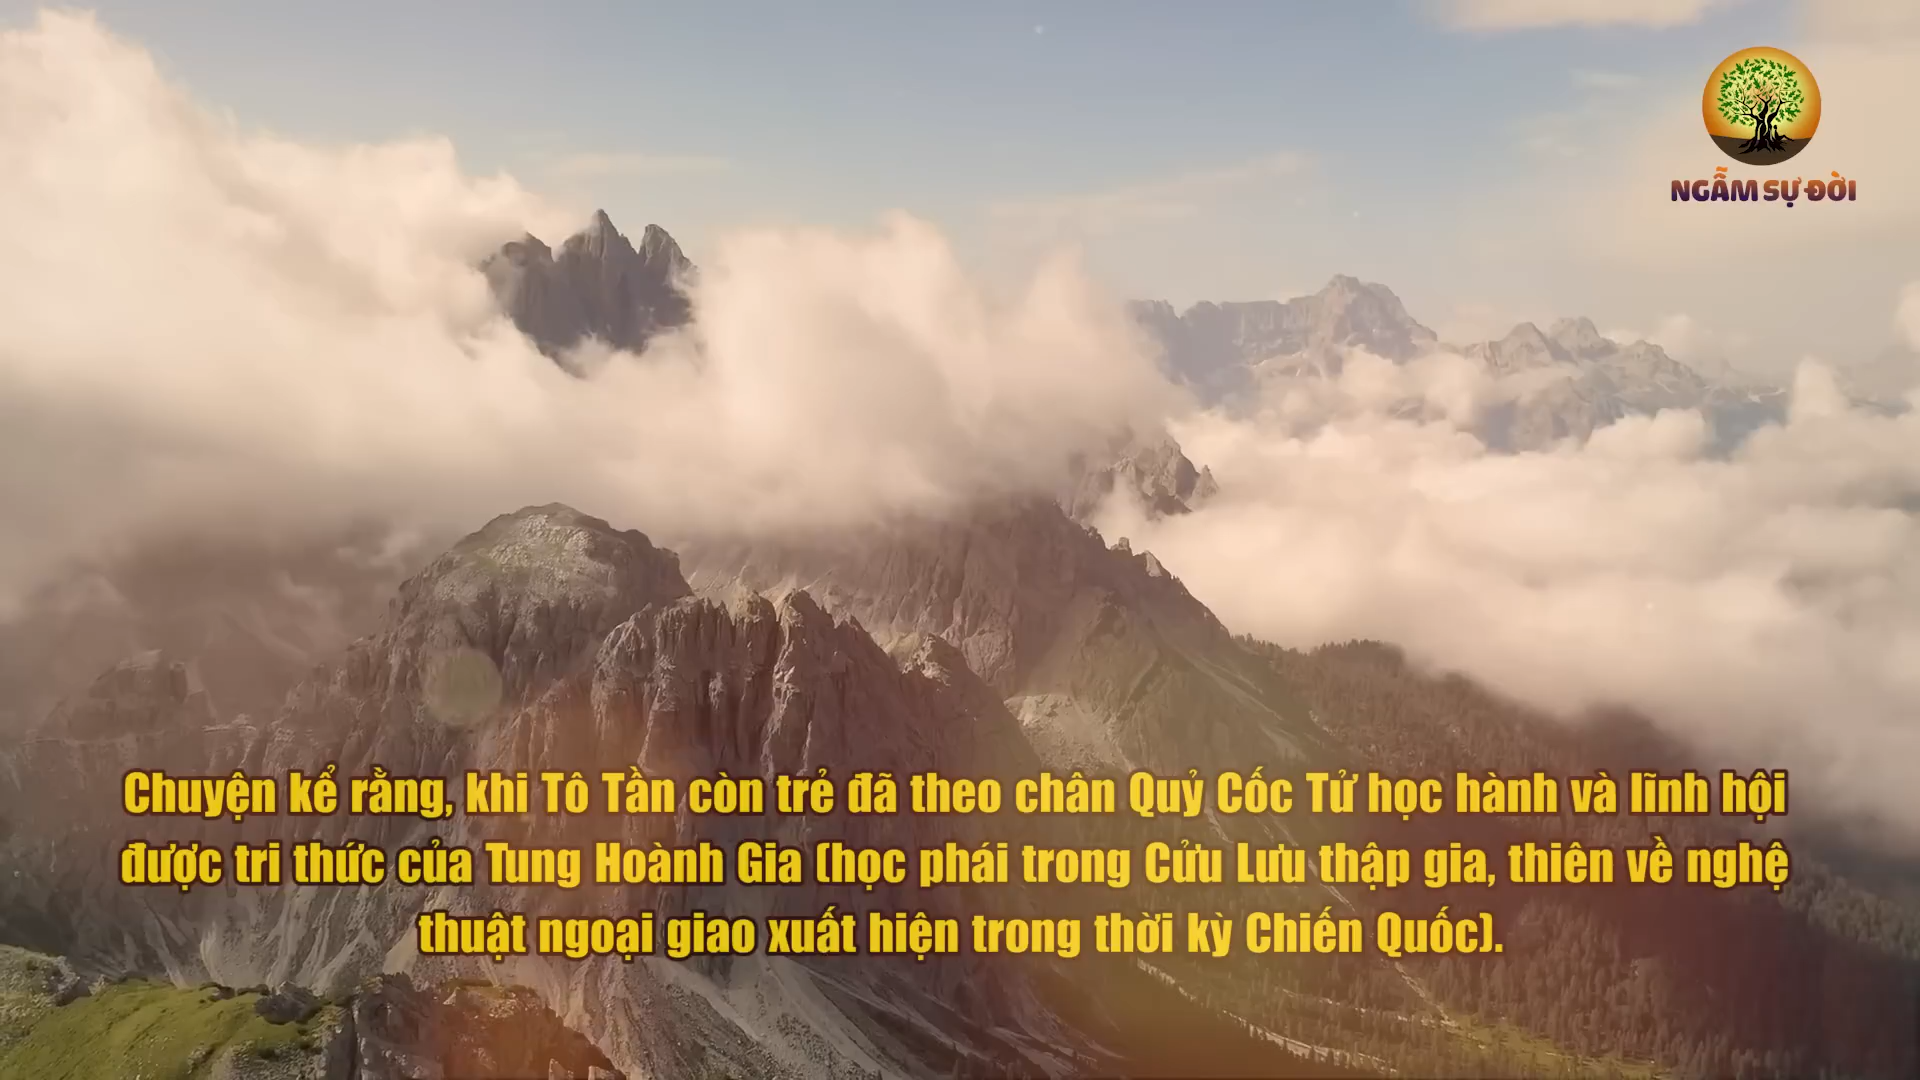 NGẪM SỰ ĐỜI
Chuyện kể rằng, khi Tô Tần còn trẻ đã theo chân Quỷ Cốc Tử học hành và lĩnh hội
được tri thức của Tung Hoành Gia (học phái trong Cửu Lưu thập gia, thiên về nghệ
thuật ngoại giao xuất hiện trong thời kỳ Chiến Quốc).